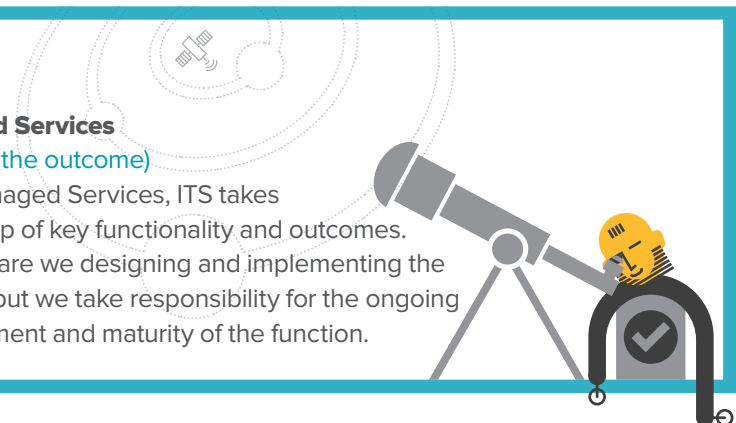 d Services
the outcome)
naged Services, ITS takes
p of key functionality and outcomes.
are we designing and implementing the
but we take responsibility for the ongoing
ment and maturity of the function.